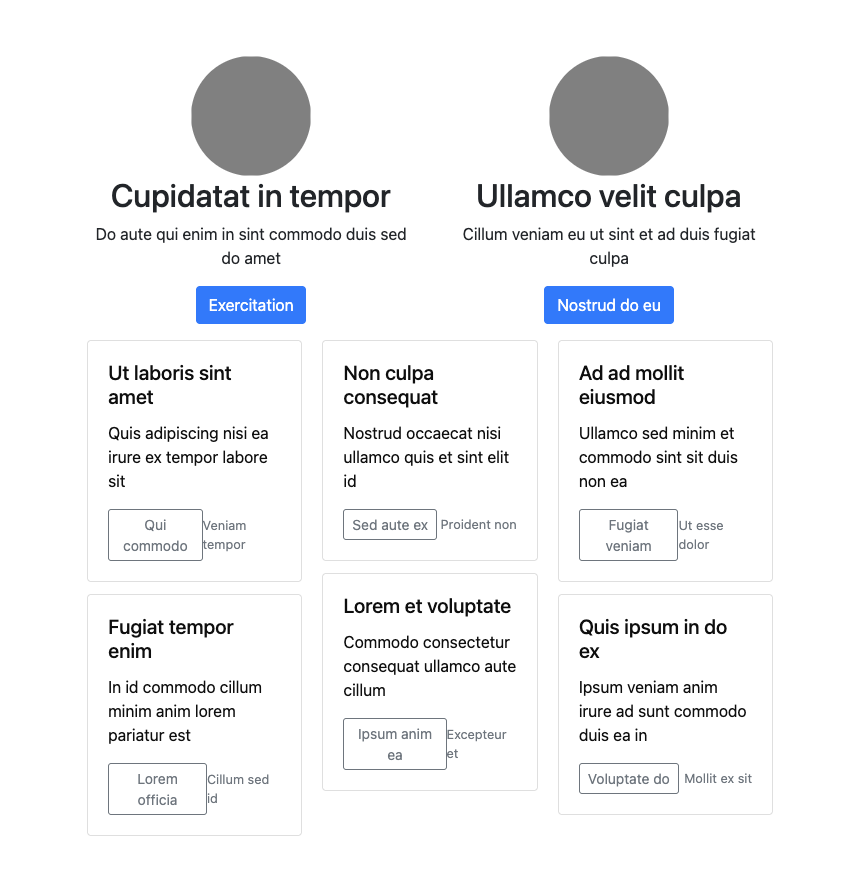 Cupidatat in tempor
Do aute qui enim in sint commodo duis sed
do amet
Exercitation
Ullamco velit culpa
Cillum veniam eu ut sint et ad duis fugiat
culpa
Nostrud do eu
Ut laboris sint
amet
Quis adipiscing nisi ea
irure ex tempor labore
sit
Qui
commodo
Veniam
tempor
Fugiat tempor
enim
In id commodo cillum
minim anim lorem
pariatur est
Lorem
officia
Cillum sed
id
Non culpa
consequat
Nostrud occaecat nisi
ullamco quis et sint elit
id
Sed aute ex
Proident non
Lorem et voluptate
Commodo consectetur
consequat ullamco aute
cillum
Ipsum anim
ea
Excepteur
et
Ad ad mollit
eiusmod
Ullamco sed minim et
commodo sint sit duis
non ea
Fugiat
veniam
Ut esse
dolor
Quis ipsum in do
ex
Ipsum veniam anim
irure ad sunt commodo
duis ea in
Voluptate do
Mollit ex sit